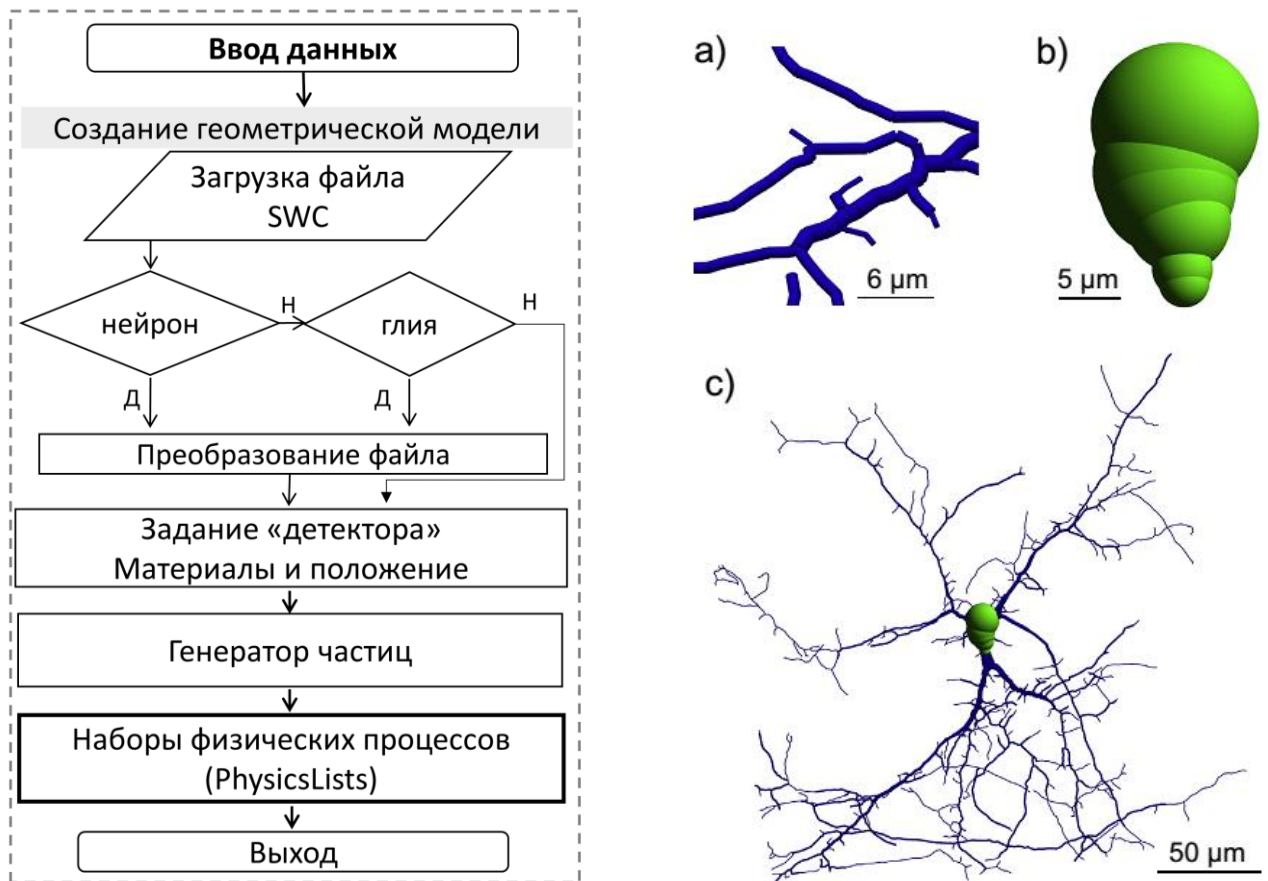 Ввод данных
Создание геометрической модели
Загрузка файла
SWC
нейрон
Н
глия
Н
Д
Д
Преобразование файла
Задание «детектора»
Материалы и положение
Генератор частиц
Наборы физических процессов
(PhysicsLists)
Выход
a)
6 µm
b)
5 µm
c)
50 µm